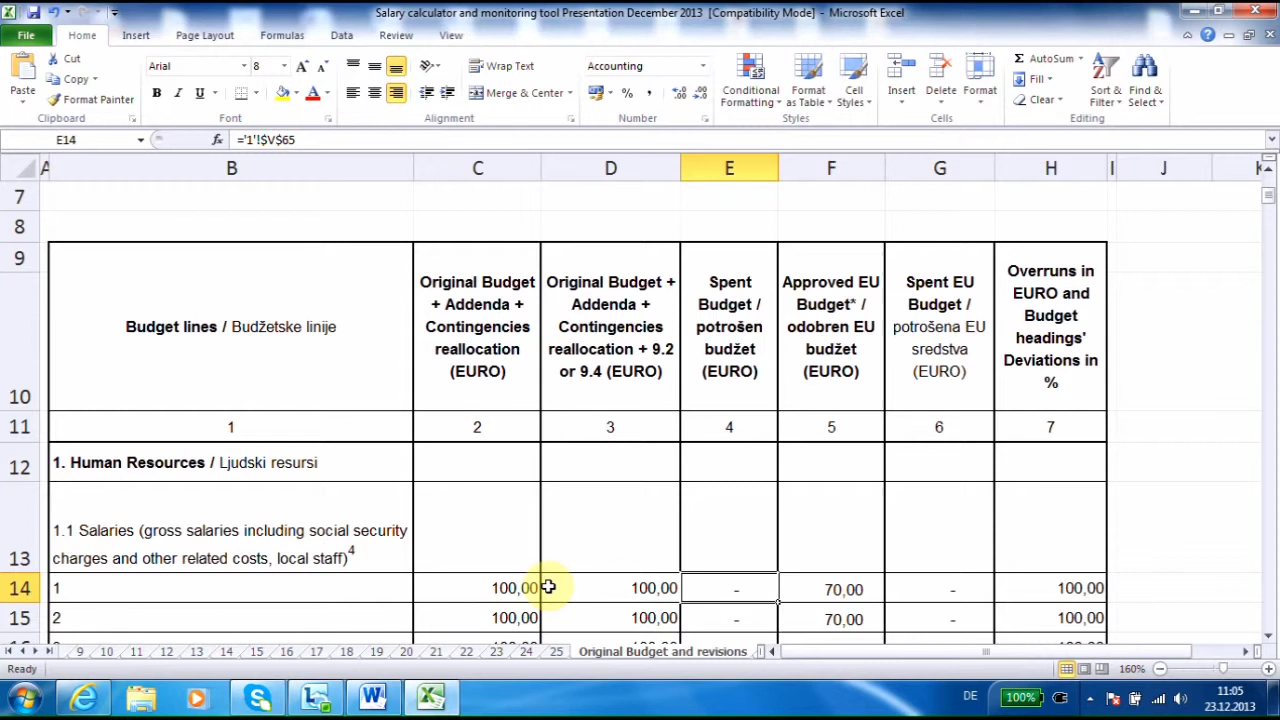 Salary calculator and monitoring tool Presentation December 2013 [Compatibility Mode] - Microsoft Excel
File Home Insert Page Layout Formulas Data Review View
Paste
Cut
Copy
Format Painter
Clipboard
Arial 8
B I U
Font
Wrap Text
Merge & Center
Alignment
Accounting
% ,
Number
Conditional Formatting
Format as Table
Cell Styles
Styles
Insert Delete Format
Cells
AutoSum
Fill
Clear
Sort & Filter
Find & Select
Editing
E14 fx ='1'!$V$65
A B C D E F G H I J K
7
8
9
10
Budget lines / Budžetske linije
Original Budget + Addenda + Contingencies reallocation (EURO)
Original Budget + Addenda + Contingencies reallocation + 9.2 or 9.4 (EURO)
Spent Budget / potrošen budžet (EURO)
Approved EU Budget* / odobren EU budžet (EURO)
Spent EU Budget / potrošena EU sredstva (EURO)
Overruns in EURO and Budget headings' Deviations in %
11 1 2 3 4 5 6 7
12 1. Human Resources / Ljudski resursi
13 1.1 Salaries (gross salaries including social security charges and other related costs, local staff)4
14 1 100,00 100,00 - 70,00 - 100,00
15 2 100,00 100,00 - 70,00 - 100,00
9 10 11 12 13 14 15 16 17 18 19 20 21 22 23 24 25 Original Budget and revisions
Ready 160%
DE 100% 11:05
23.12.2013